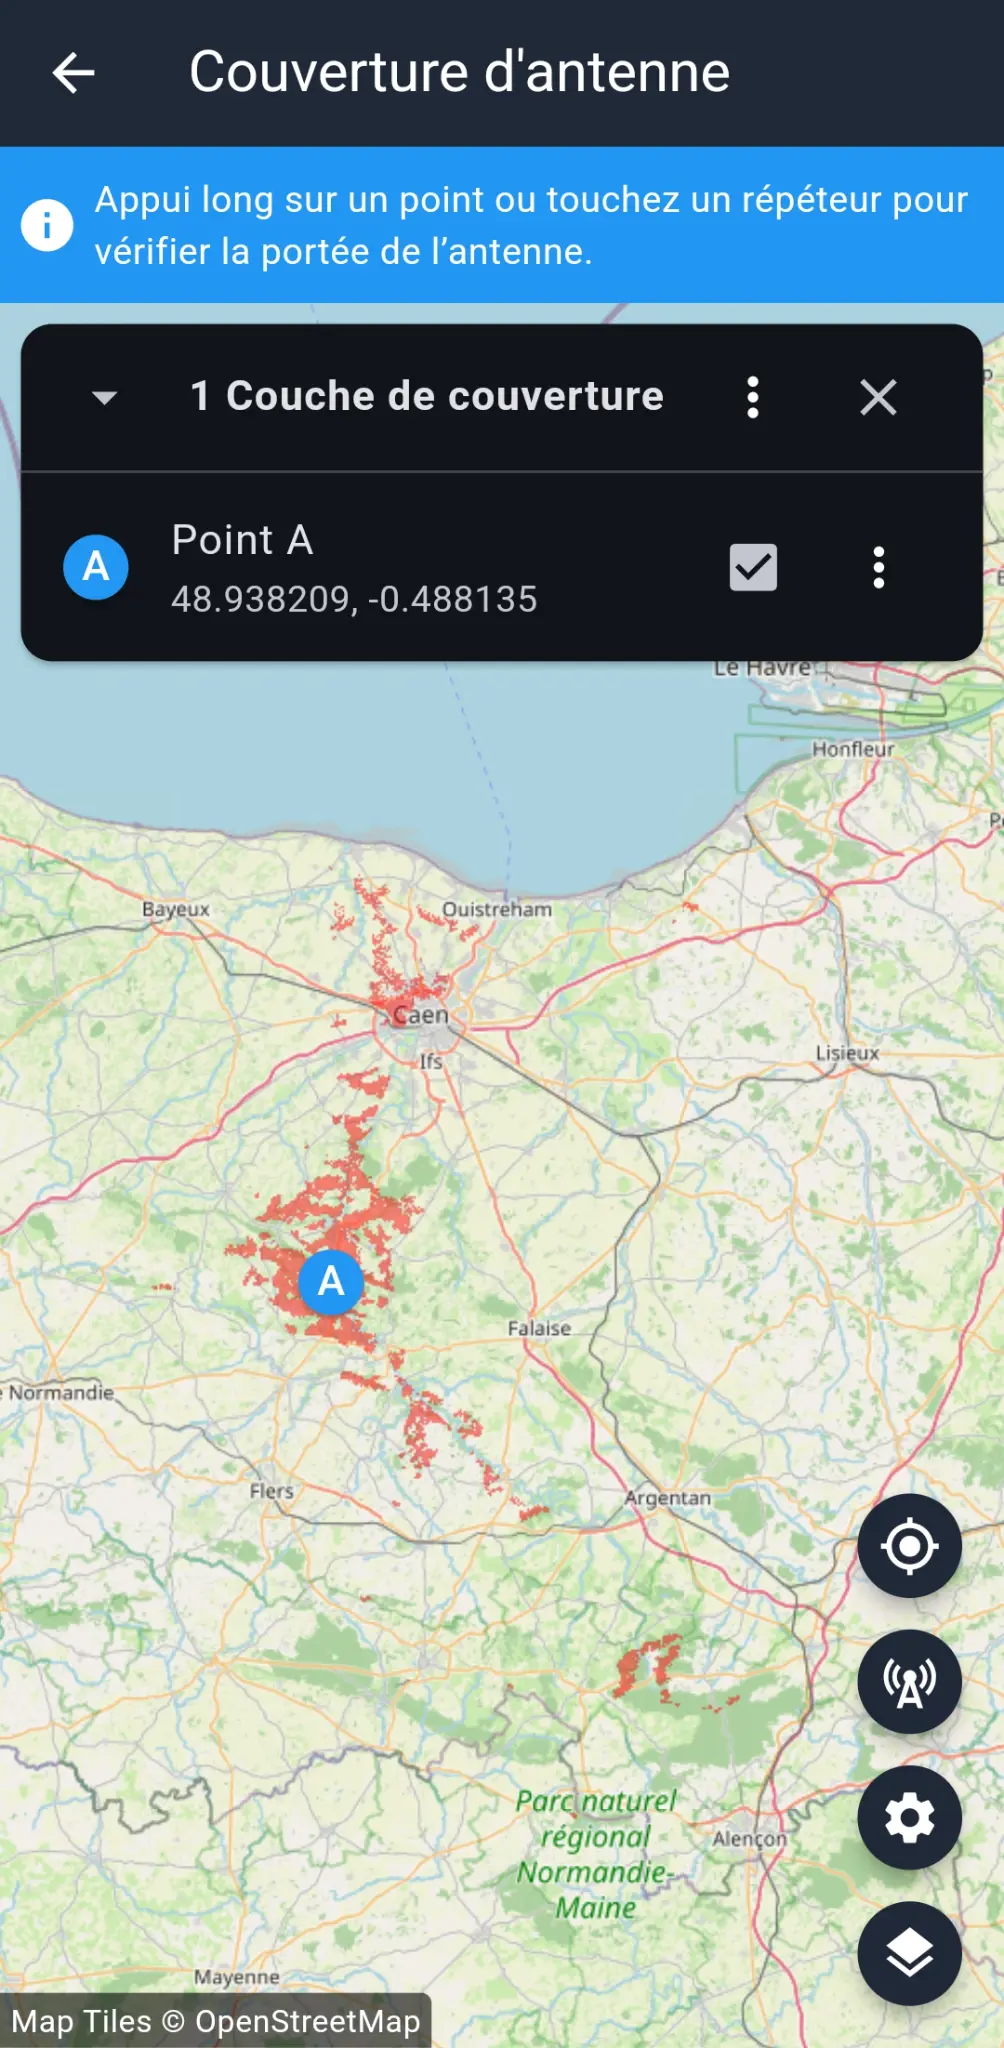 Couverture d'antenne
Appui long sur un point ou touchez un répéteur pour
vérifier la portée de l’antenne.
1 Couche de couverture
A
Point A
48.938209, -0.488135
Le Havre
Honfleur
Bayeux
Ouistreham
Caen
Ifs
Lisieux
A
Falaise
Normandie
Flers
Argentan
Parc naturel
régional
Normandie-
Maine
Alençon
Mayenne
Map Tiles © OpenStreetMap